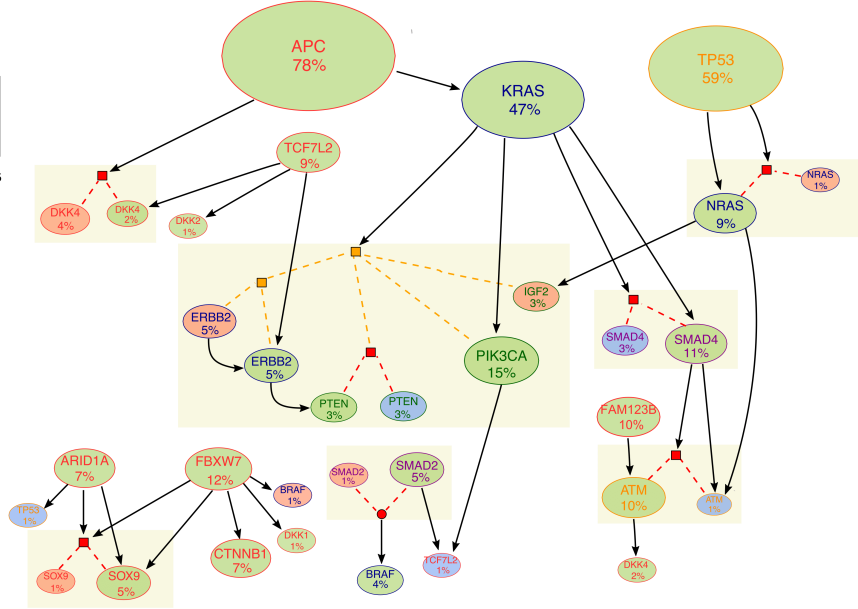 APC
78%
KRAS
47%
TP53
59%
TCF7L2
9%
DKK4
4%
DKK4
2%
DKK2
1%
NRAS
1%
NRAS
9%
IGF2
3%
ERBB2
5%
ERBB2
5%
PIK3CA
15%
PTEN
3%
PTEN
3%
SMAD4
3%
SMAD4
11%
FAM123B
10%
ARID1A
7%
FBXW7
12%
BRAF
1%
SMAD2
1%
SMAD2
5%
ATM
10%
ATM
1%
TP53
1%
DKK1
1%
CTNNB1
7%
SOX9
1%
SOX9
5%
BRAF
4%
TCF7L2
1%
DKK4
2%